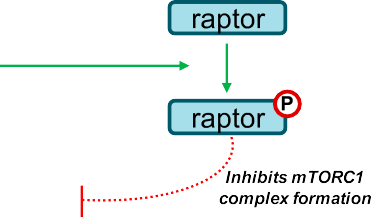 raptor
P
raptor
Inhibits mTORC1
complex formation